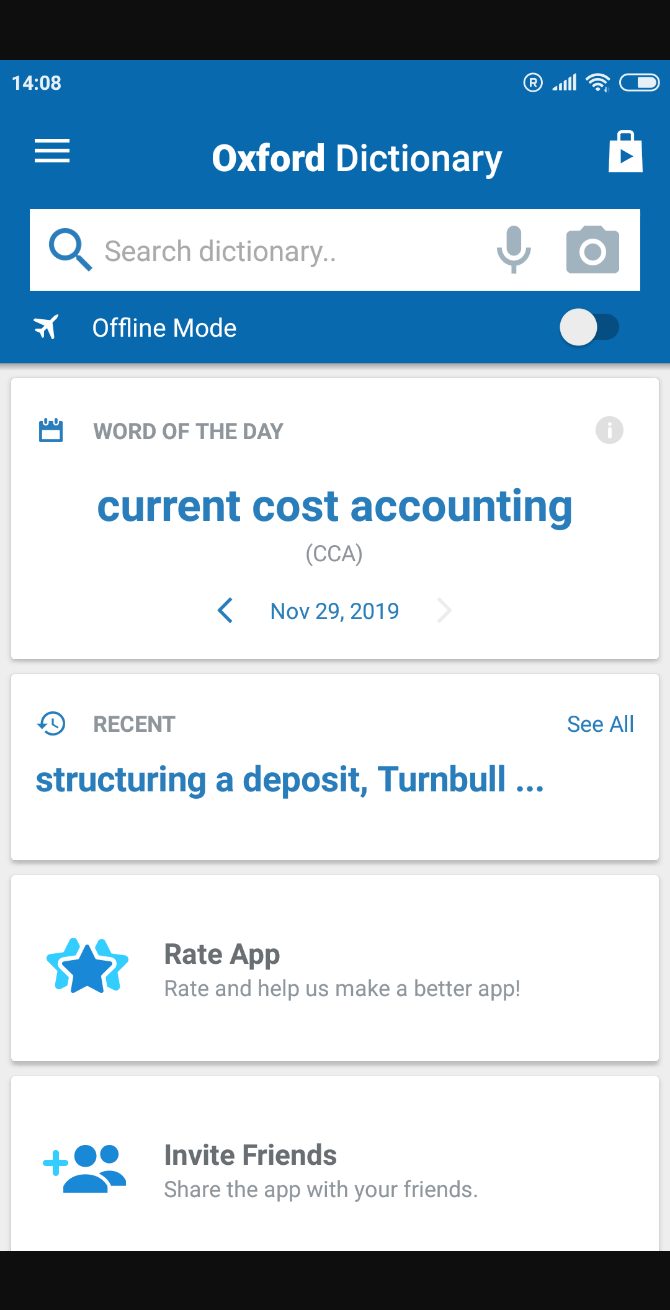 14:08
R
Oxford Dictionary
Search dictionary..
Offline Mode
WORD OF THE DAY
current cost accounting
(CCA)
Nov 29, 2019
RECENT
See All
structuring a deposit, Turnbull ...
Rate App
Rate and help us make a better app!
Invite Friends
Share the app with your friends.